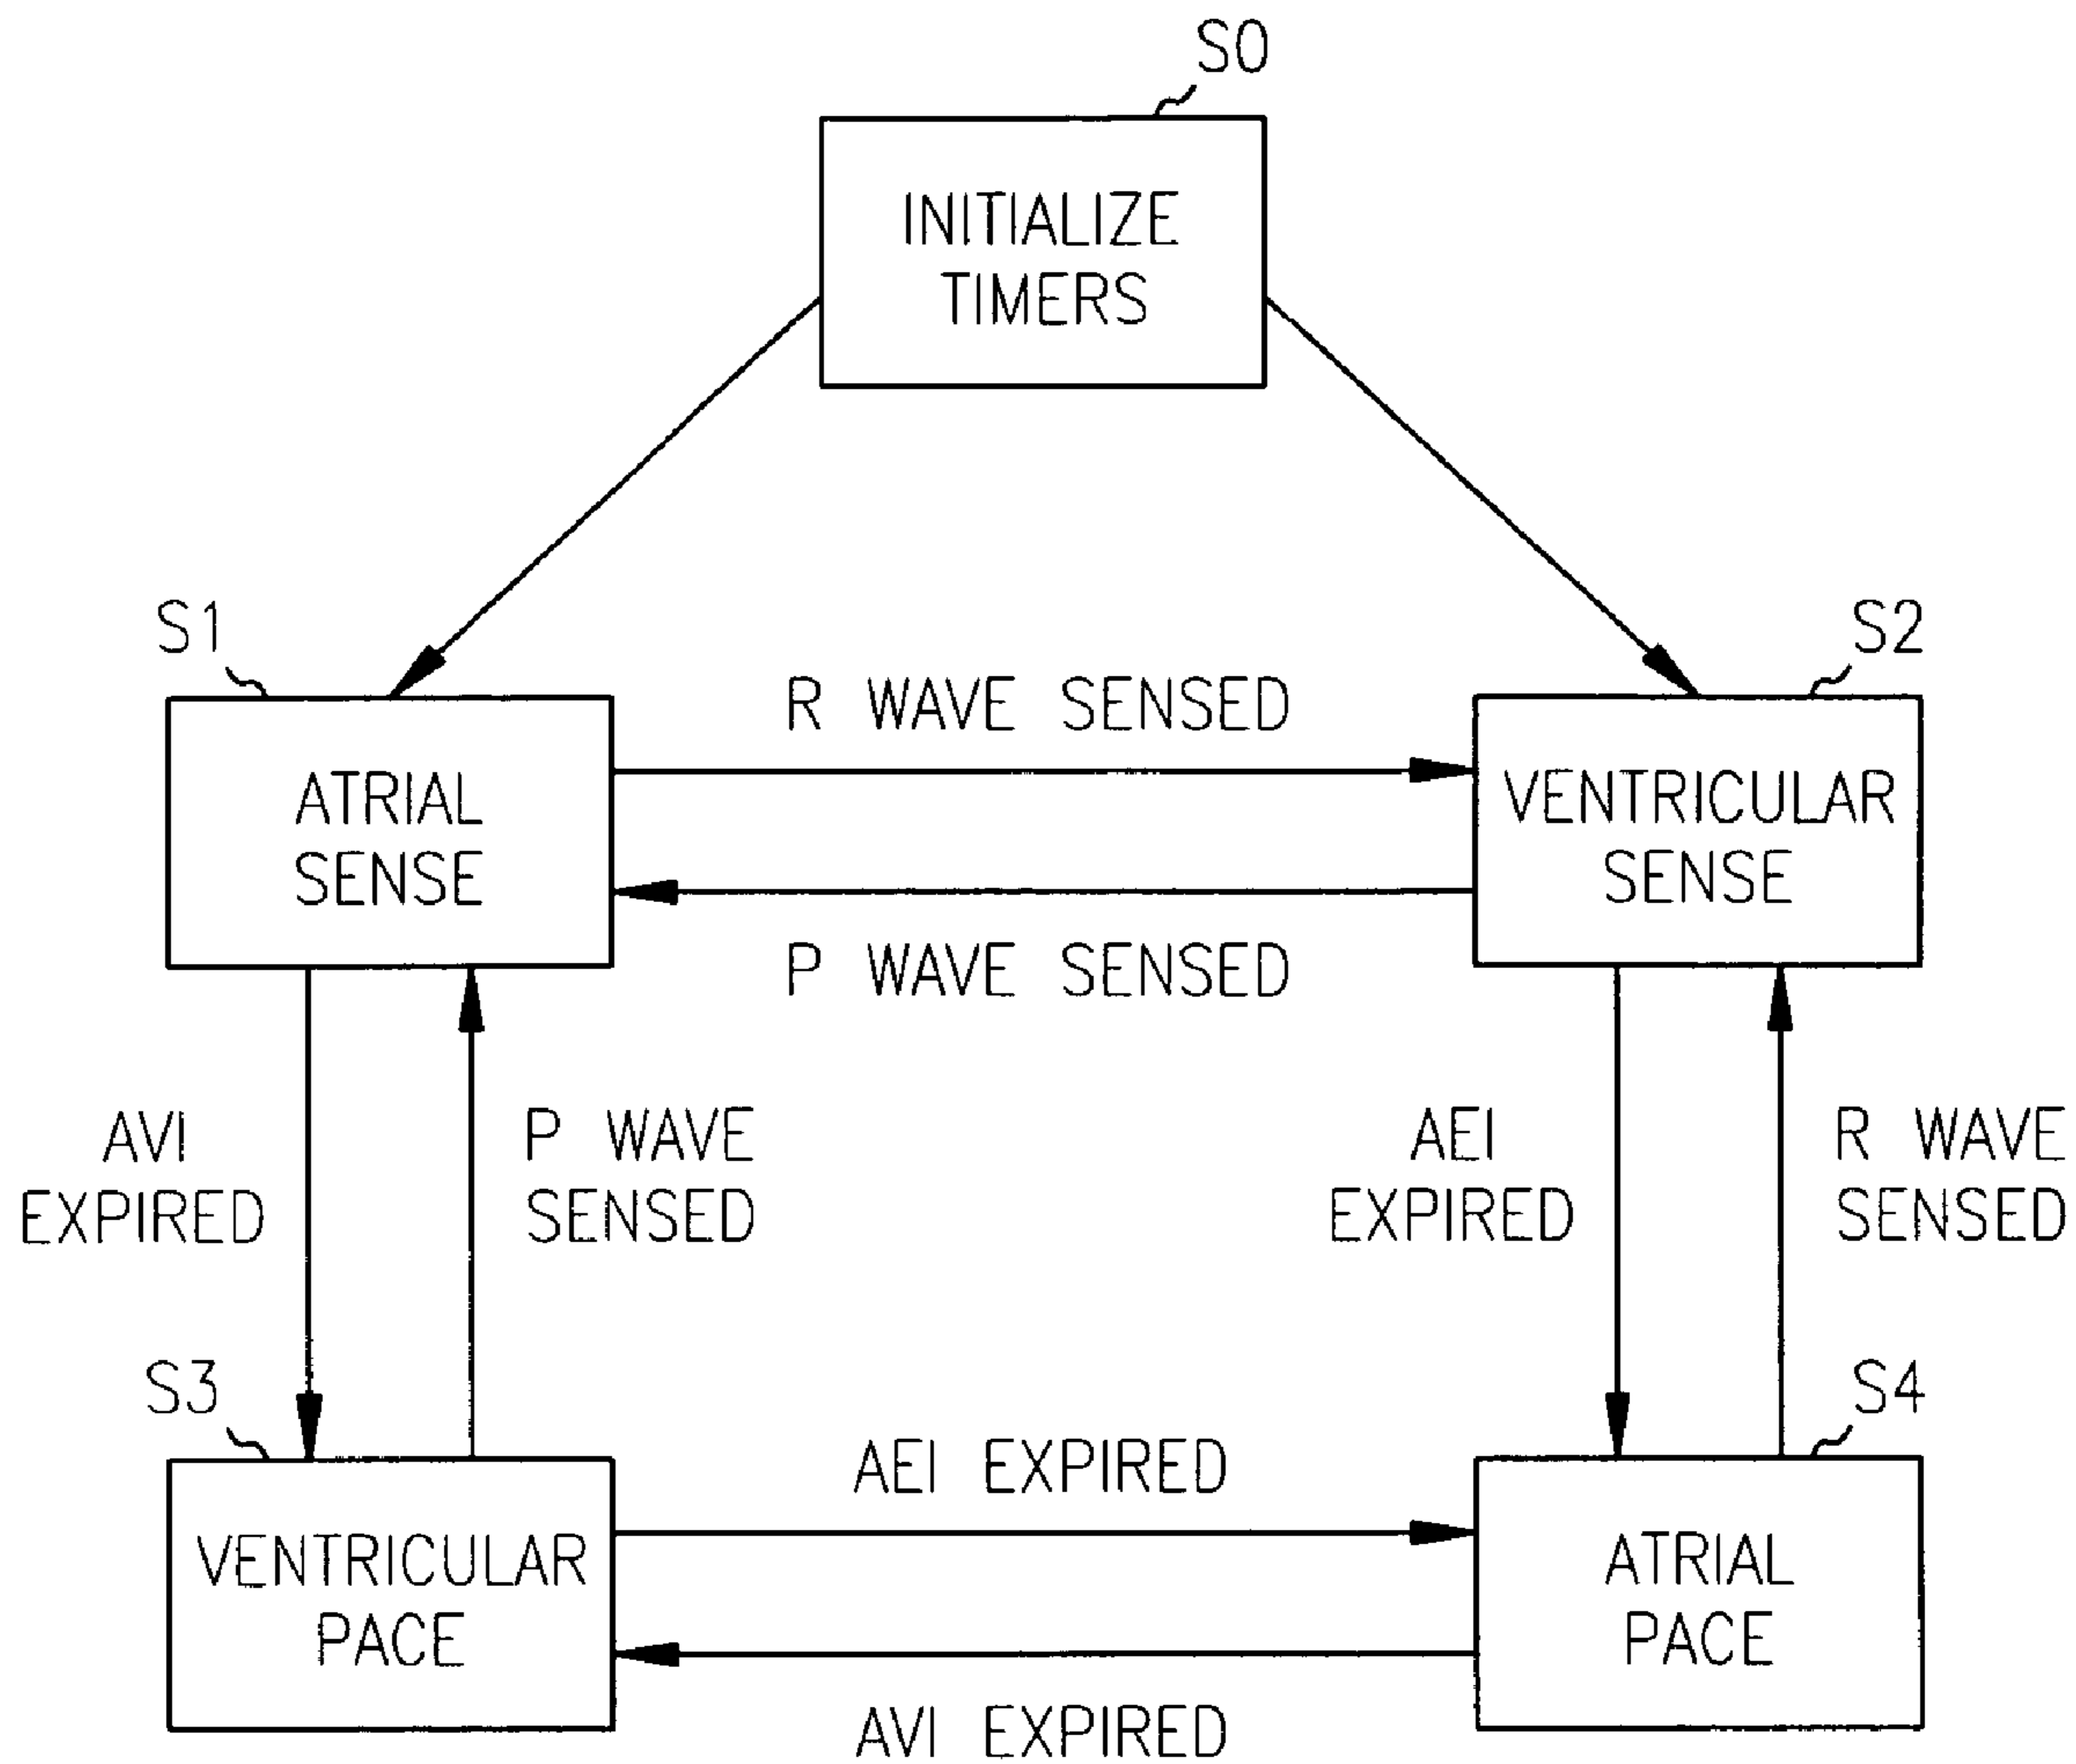 S0
INITIALIZE
TIMERS
S1
S2
R WAVE SENSED
ATRIAL
SENSE
VENTRICULAR
SENSE
P WAVE SENSED
AVI
EXPIRED
P WAVE
SENSED
AEI
EXPIRED
R WAVE
SENSED
S3
S4
AEI EXPIRED
VENTRICULAR
PACE
ATRIAL
PACE
AVI EXPIRED